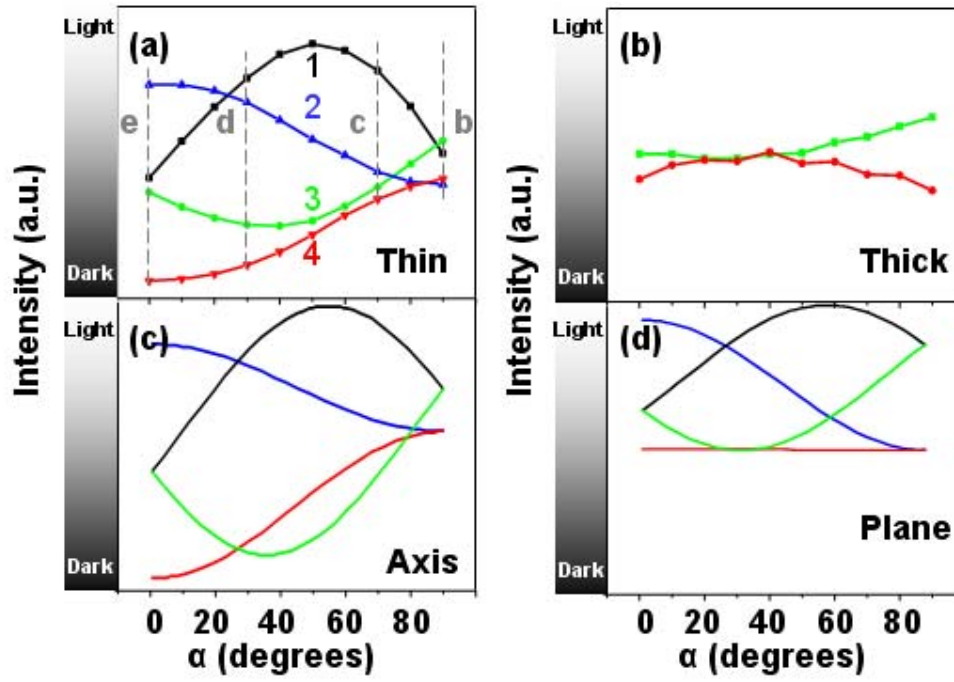 Light
(a)
1
2
e
d
c
b
3
4
Thin
Dark
Intensity (a.u.)
Light
(b)
Thick
Dark
Intensity (a.u.)
Light
(c)
Axis
Dark
0 20 40 60 80
α (degrees)
Light
(d)
Plane
Dark
0 20 40 60 80
α (degrees)